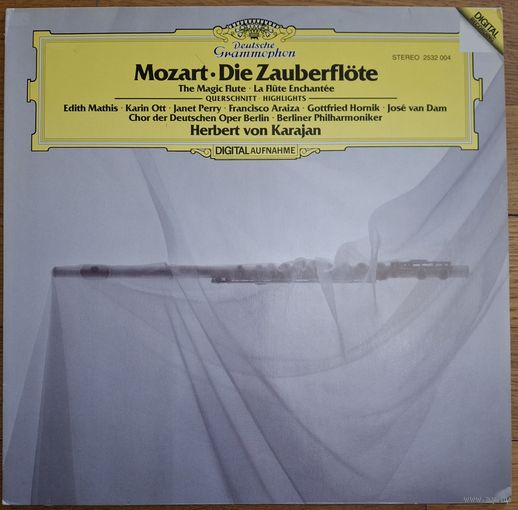 Deutsche
Grammophon
DIGITAL
STEREO 2532 004
Mozart · Die Zauberflöte
The Magic Flute · La Flûte Enchantée
QUERSCHNITT · HIGHLIGHTS
Edith Mathis · Karin Ott · Janet Perry · Francisco Araiza · Gottfried Hornik · José van Dam
Chor der Deutschen Oper Berlin · Berliner Philharmoniker
Herbert von Karajan
DIGITAL AUFNAHME